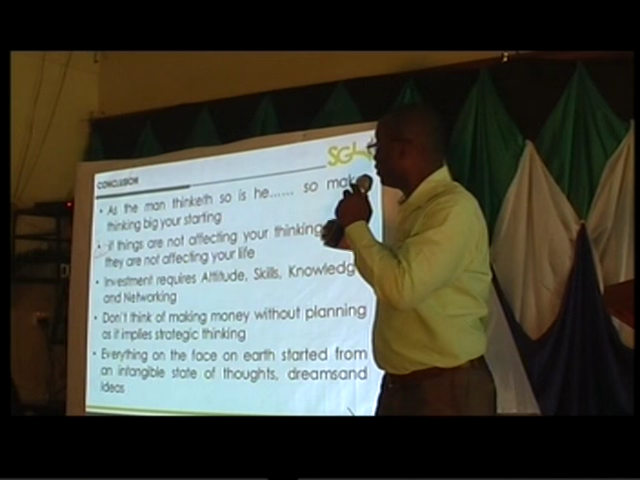 SG
CONCLUSION
• As the man thinketh so is he...... so make
thinking big your starting
• if things are not affecting your thinking
they are not affecting your life
• Investment requires Attitude, Skills, Knowledg
and Networking
• Don't think of making money without planning
as it implies strategic thinking
• Everything on the face on earth started from
an intangible state of thoughts, dreamsand
Ideas